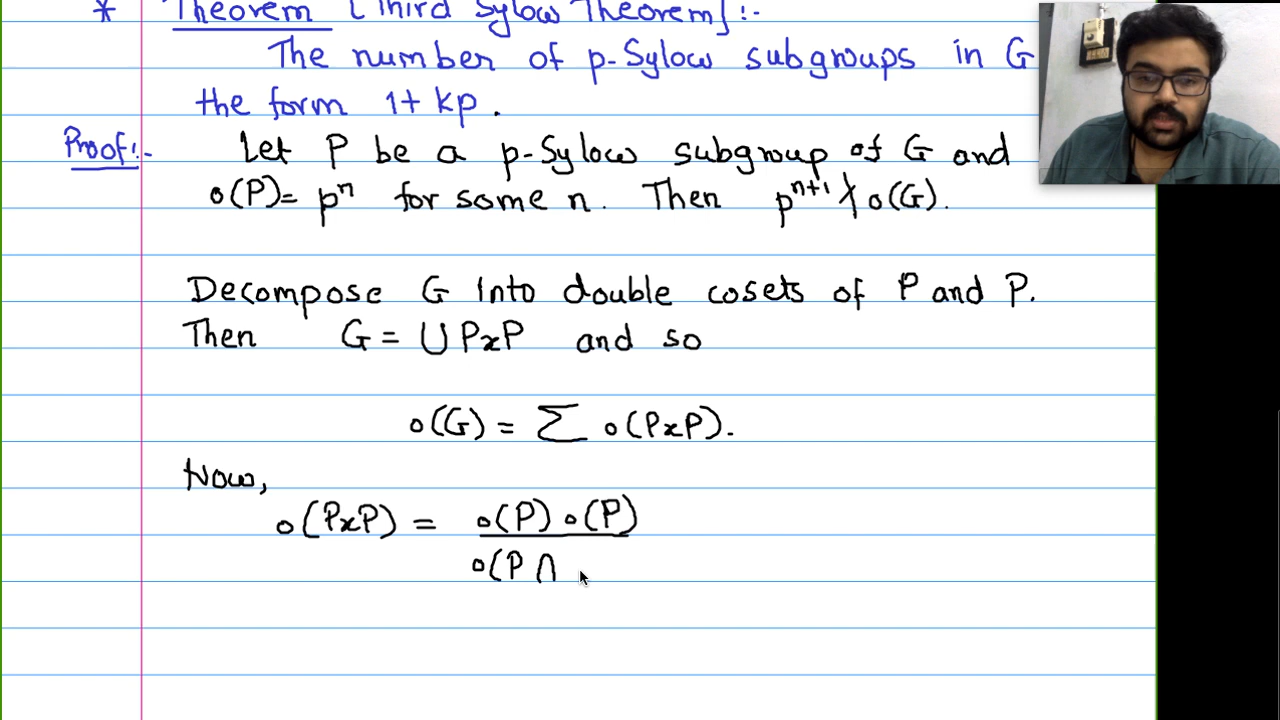 * Theorem [Third Sylow Theorem]:-
The number of p-Sylow subgroups in G
the form 1+kp.
Proof:- Let P be a p-Sylow subgroup of G and
o(P)= pⁿ for some n. Then pⁿ⁺¹ ∤ o(G).
Decompose G into double cosets of P and P.
Then G = ∪ PxP and so
o(G) = Σ o(PxP).
Now,
o(PxP) = o(P) o(P)
o(P ∩